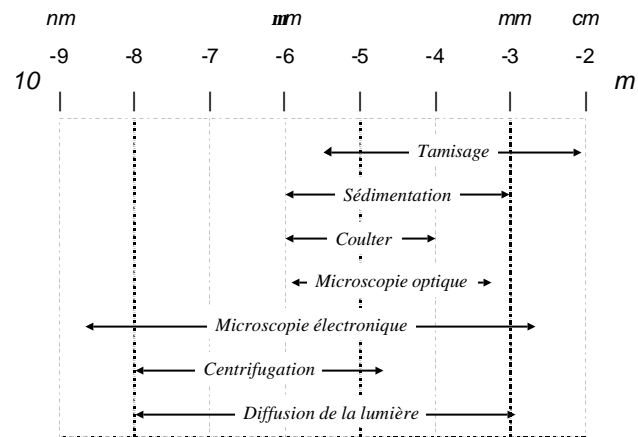 nm mm mm cm
-9 -8 -7 -6 -5 -4 -3 -2
10 m
Tamisage
Sédimentation
Coulter
Microscopie optique
Microscopie électronique
Centrifugation
Diffusion de la lumière